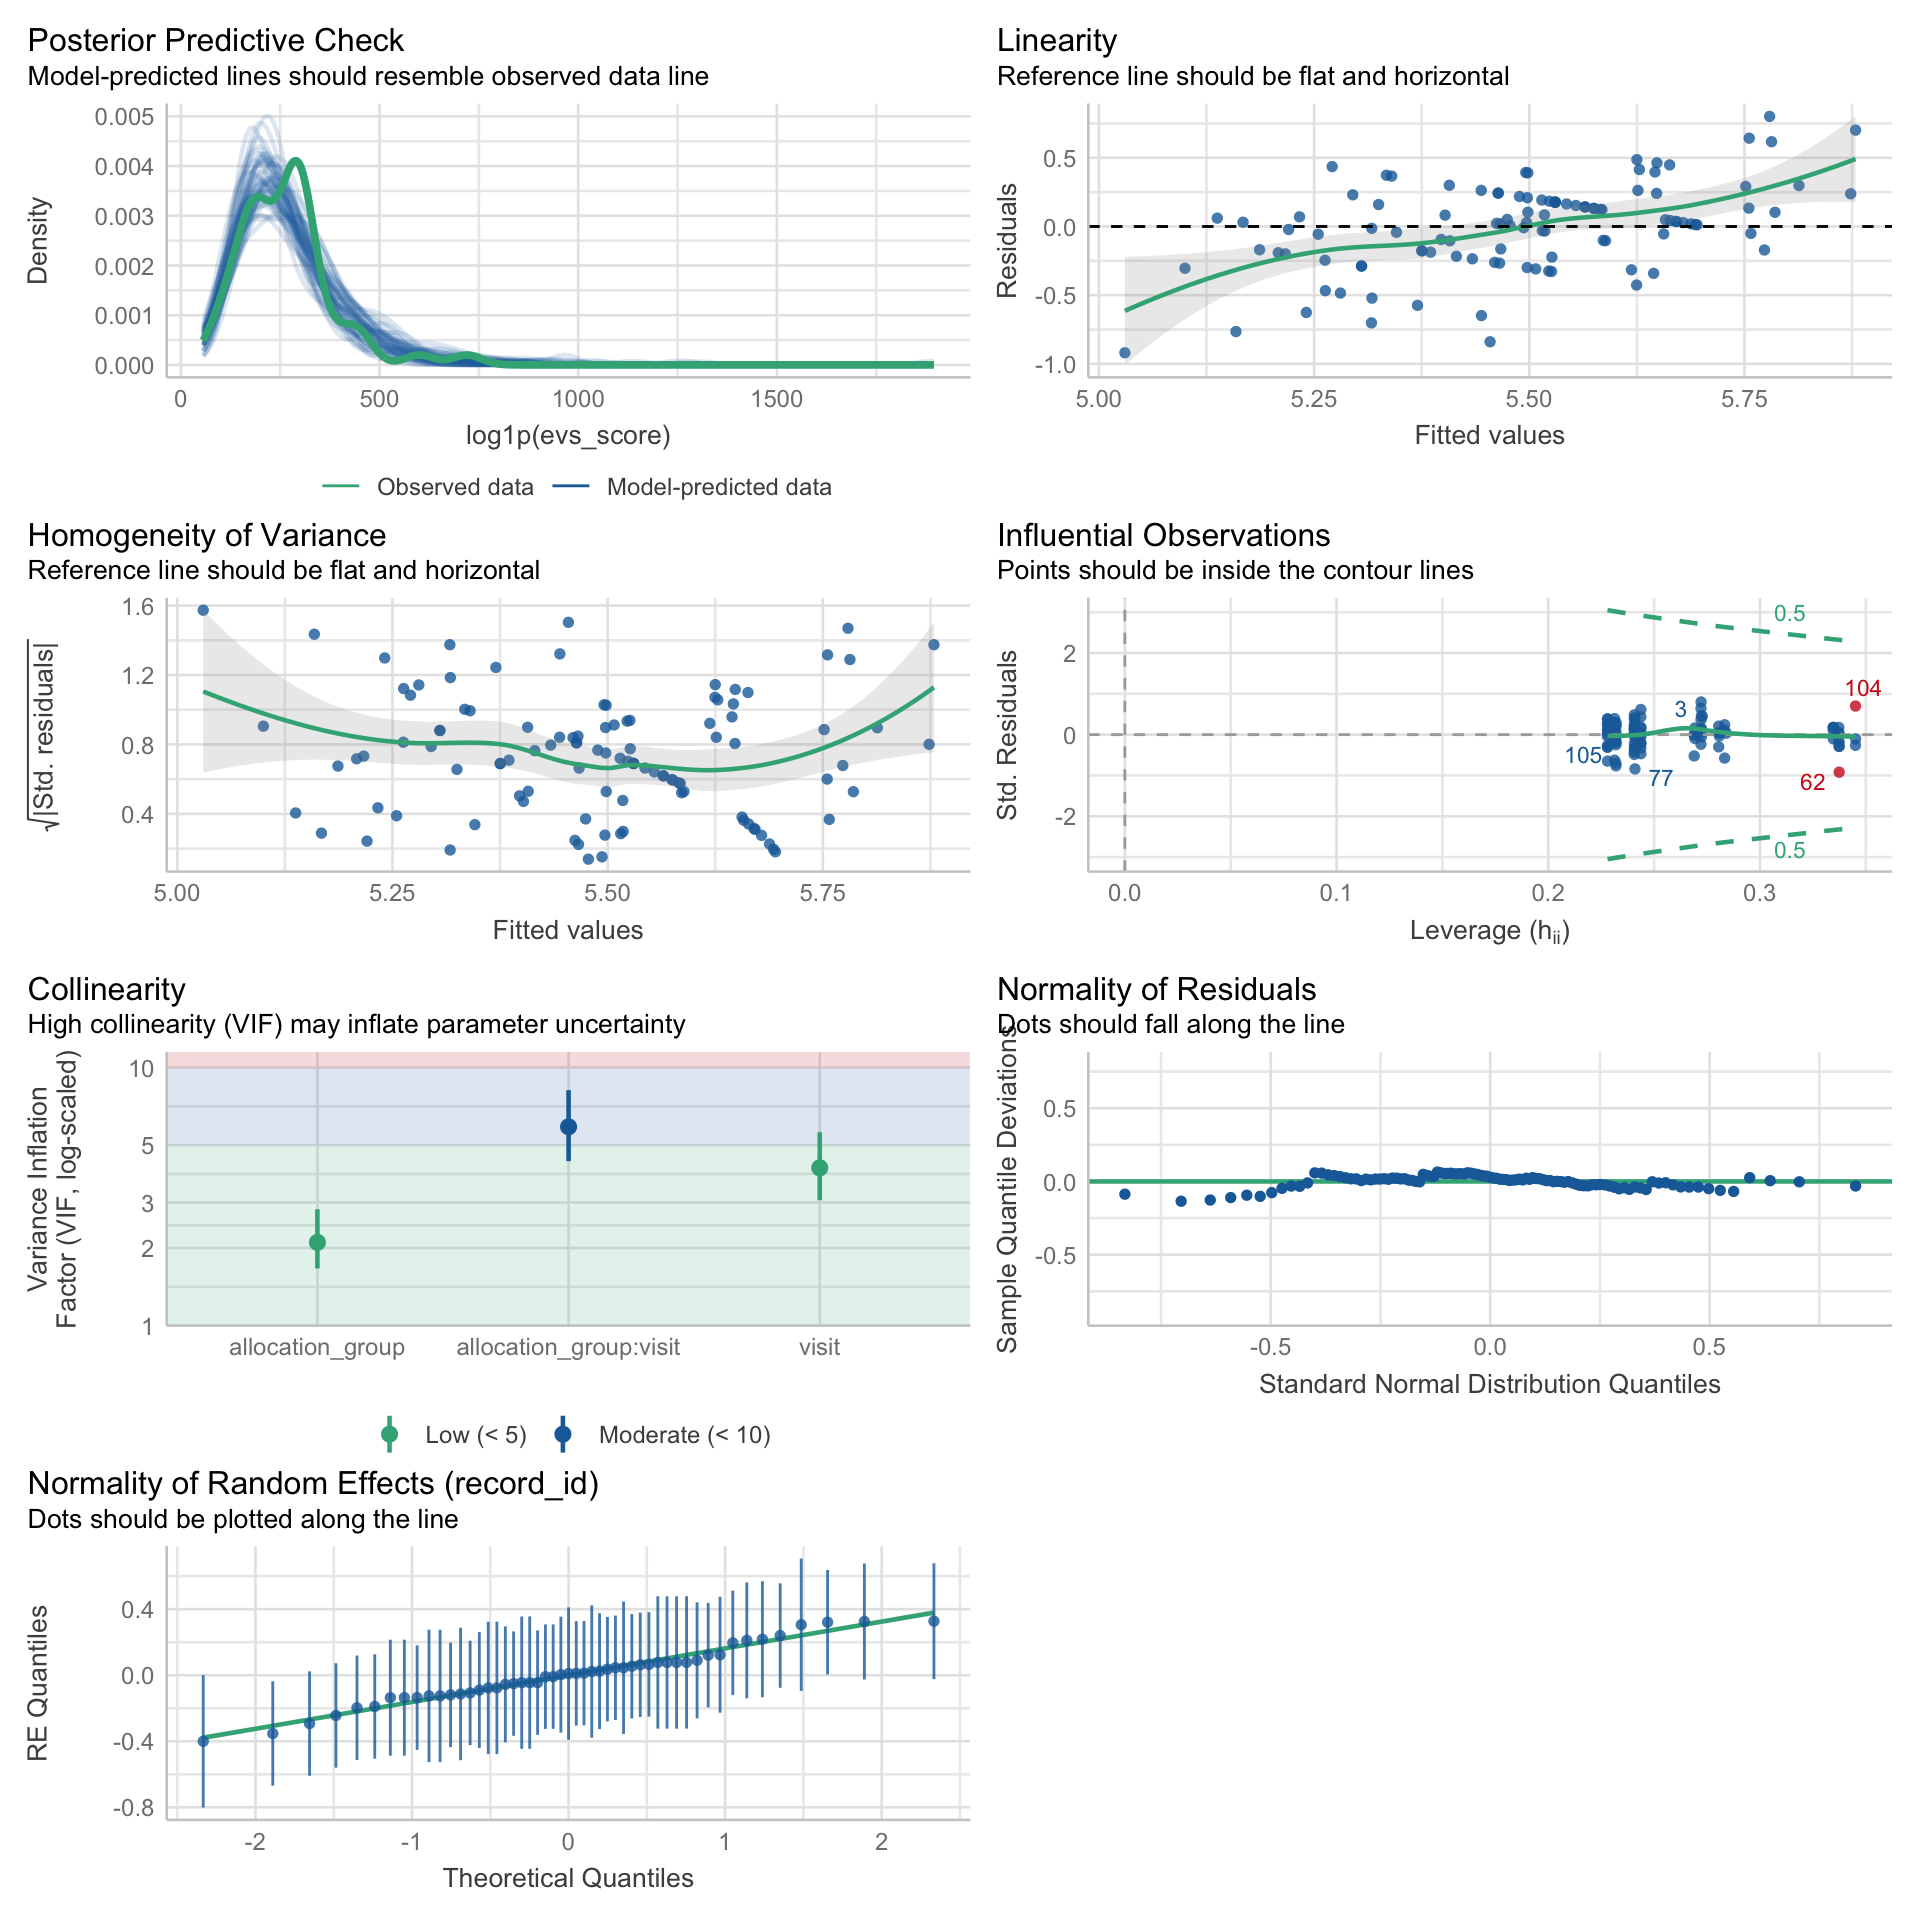 Posterior Predictive Check
Model-predicted lines should resemble observed data line
Density
0.005
0.004
0.003
0.002
0.001
0.000
0
500
1000
1500
log1p(evs_score)
Observed data
Model-predicted data
Linearity
Reference line should be flat and horizontal
Residuals
0.5
0.0
-0.5
-1.0
5.00
5.25
5.50
5.75
Fitted values
Homogeneity of Variance
Reference line should be flat and horizontal
√|Std. residuals|
1.6
1.2
0.8
0.4
5.00
5.25
5.50
5.75
Fitted values
Influential Observations
Points should be inside the contour lines
Std. Residuals
2
0
-2
0.5
104
3
105
77
62
0.5
0.0
0.1
0.2
0.3
Leverage (hii)
Collinearity
High collinearity (VIF) may inflate parameter uncertainty
Variance Inflation
Factor (VIF, log-scaled)
10
5
3
2
1
allocation_group
allocation_group:visit
visit
Low (< 5)
Moderate (< 10)
Normality of Residuals
Dots should fall along the line
Sample Quantile Deviations
0.5
0.0
-0.5
-0.5
0.0
0.5
Standard Normal Distribution Quantiles
Normality of Random Effects (record_id)
Dots should be plotted along the line
RE Quantiles
0.4
0.0
-0.4
-0.8
-2
-1
0
1
2
Theoretical Quantiles